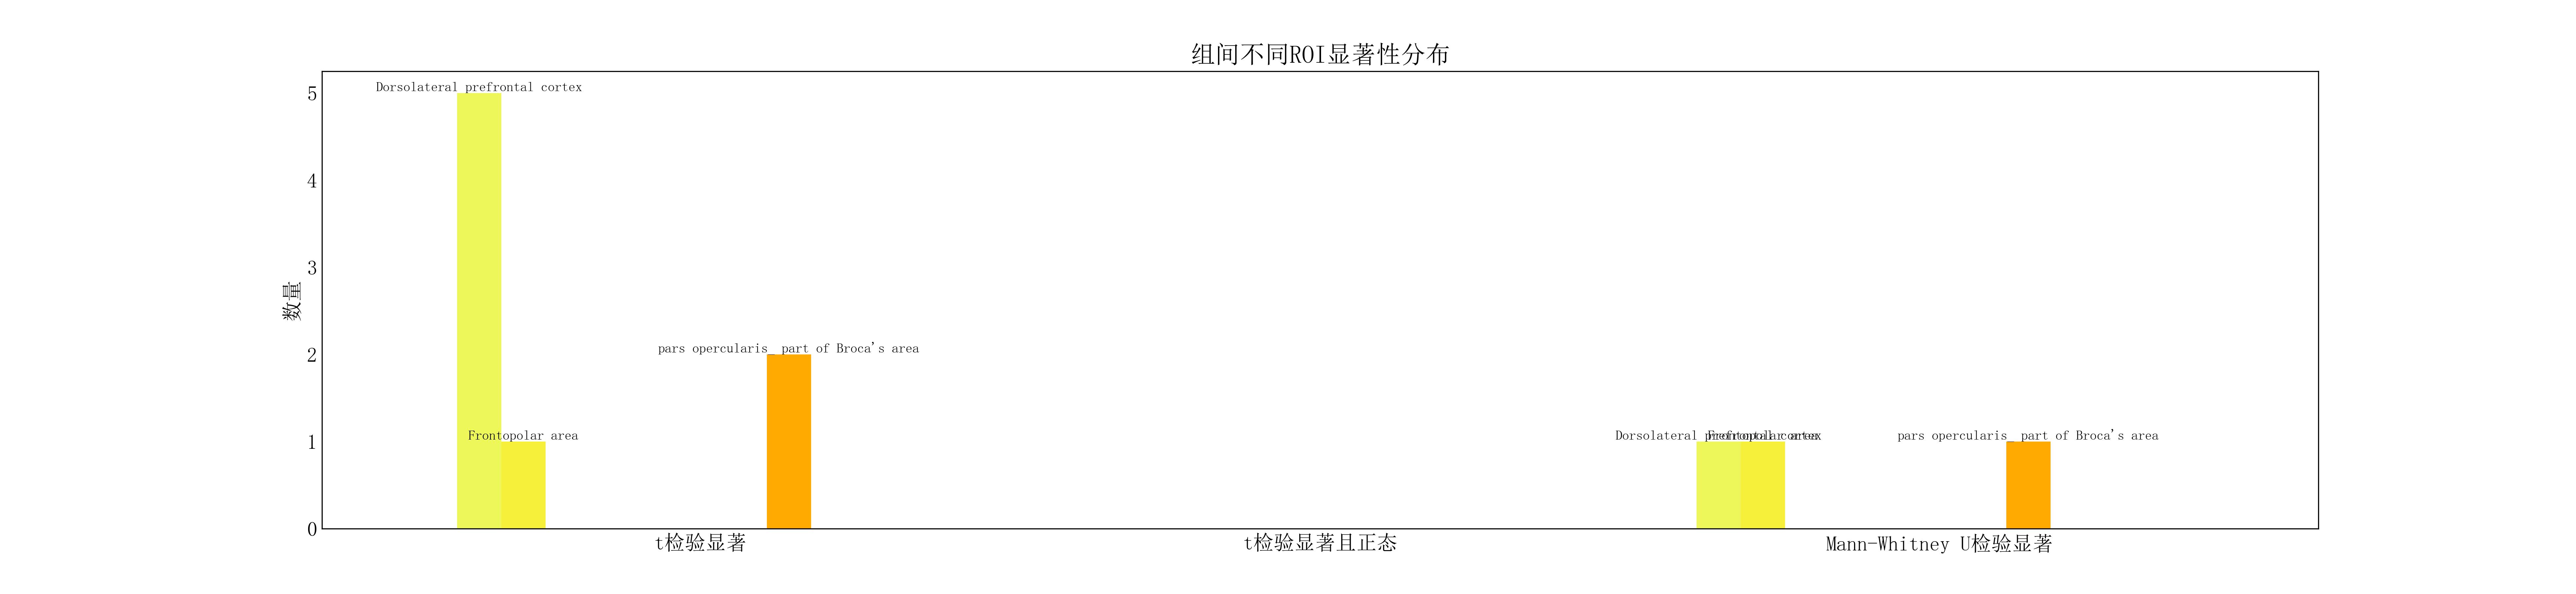 组间不同ROI显著性分布
数量
5
4
3
2
1
0
Dorsolateral prefrontal cortex
Frontopolar area
pars opercularis_ part of Broca's area
Dorsolateral prefrontal cortex
Frontopolar area
pars opercularis_ part of Broca's area
t检验显著
t检验显著且正态
Mann-Whitney U检验显著